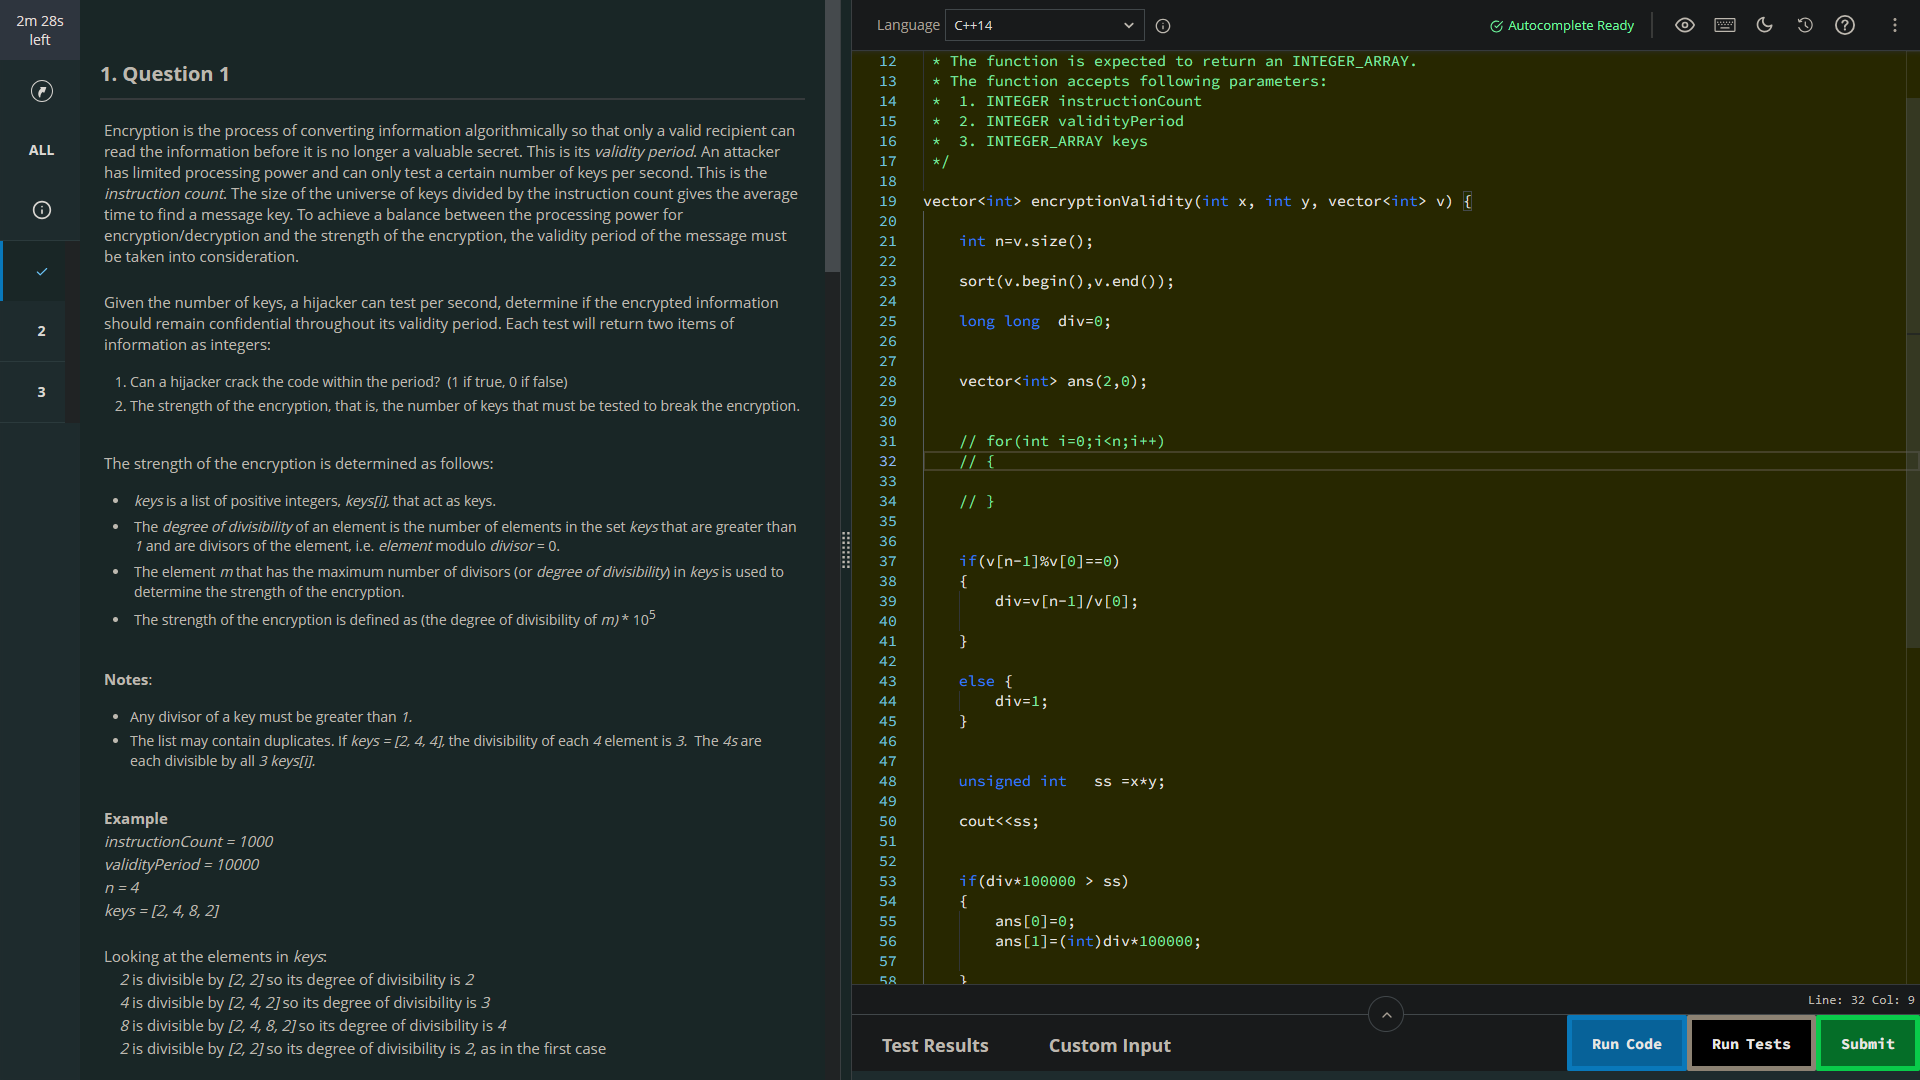 2m 28s
left
ALL
2
3
1. Question 1
Encryption is the process of converting information algorithmically so that only a valid recipient can
read the information before it is no longer a valuable secret. This is its validity period. An attacker
has limited processing power and can only test a certain number of keys per second. This is the
instruction count. The size of the universe of keys divided by the instruction count gives the average
time to find a message key. To achieve a balance between the processing power for
encryption/decryption and the strength of the encryption, the validity period of the message must
be taken into consideration.
Given the number of keys, a hijacker can test per second, determine if the encrypted information
should remain confidential throughout its validity period. Each test will return two items of
information as integers:
1. Can a hijacker crack the code within the period?  (1 if true, 0 if false)
2. The strength of the encryption, that is, the number of keys that must be tested to break the encryption.
The strength of the encryption is determined as follows:
• keys is a list of positive integers, keys[i], that act as keys.
• The degree of divisibility of an element is the number of elements in the set keys that are greater than
1 and are divisors of the element, i.e. element modulo divisor = 0.
• The element m that has the maximum number of divisors (or degree of divisibility) in keys is used to
determine the strength of the encryption.
• The strength of the encryption is defined as (the degree of divisibility of m) * 10^5
Notes:
• Any divisor of a key must be greater than 1.
• The list may contain duplicates. If keys = [2, 4, 4], the divisibility of each 4 element is 3.  The 4s are
each divisible by all 3 keys[i].
Example
instructionCount = 1000
validityPeriod = 10000
n = 4
keys = [2, 4, 8, 2]
Looking at the elements in keys:
2 is divisible by [2, 2] so its degree of divisibility is 2
4 is divisible by [2, 4, 2] so its degree of divisibility is 3
8 is divisible by [2, 4, 8, 2] so its degree of divisibility is 4
2 is divisible by [2, 2] so its degree of divisibility is 2, as in the first case
Language C++14
Autocomplete Ready
12 * The function is expected to return an INTEGER_ARRAY.
13 * The function accepts following parameters:
14 *  1. INTEGER instructionCount
15 *  2. INTEGER validityPeriod
16 *  3. INTEGER_ARRAY keys
17 */
18
19 vector<int> encryptionValidity(int x, int y, vector<int> v) {
20
21 int n=v.size();
22
23 sort(v.begin(),v.end());
24
25 long long  div=0;
26
27
28 vector<int> ans(2,0);
29
30
31 // for(int i=0;i<n;i++)
32 // {
33
34 // }
35
36
37 if(v[n-1]%v[0]==0)
38 {
39 div=v[n-1]/v[0];
40
41 }
42
43 else {
44 div=1;
45 }
46
47
48 unsigned int   ss =x*y;
49
50 cout<<ss;
51
52
53 if(div*100000 > ss)
54 {
55 ans[0]=0;
56 ans[1]=(int)div*100000;
57
58 }
Line: 32 Col: 9
Test Results
Custom Input
Run Code
Run Tests
Submit